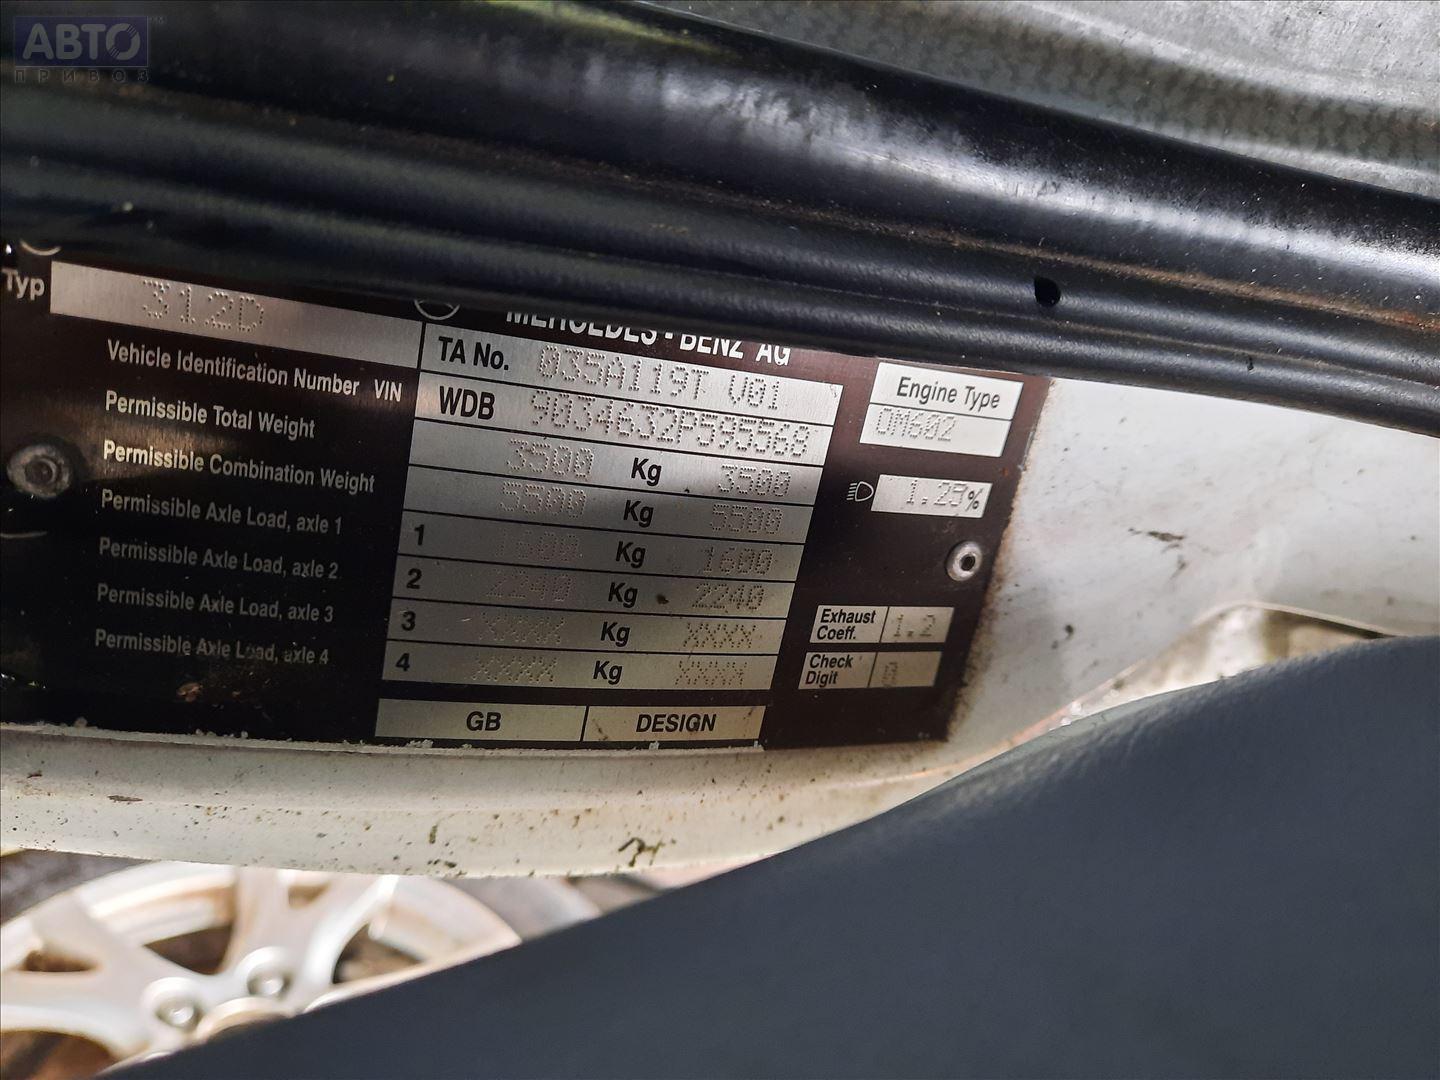 АВТО
ПРИВОЗ
Typ 312D
MERCEDES-BENZ AG
TA No. 035A119T V01
Vehicle Identification Number VIN WDB 9034632P595568
Permissible Total Weight 3500 Kg 3500
Permissible Combination Weight 5500 Kg 5500
Permissible Axle Load, axle 1 1 1600 Kg 1600
Permissible Axle Load, axle 2 2 2240 Kg 2240
Permissible Axle Load, axle 3 3 XXXX Kg XXXX
Permissible Axle Load, axle 4 4 XXXX Kg XXXX
GB DESIGN
Engine Type
OM602
1.25%
Exhaust Coeff. 1.2
Check Digit